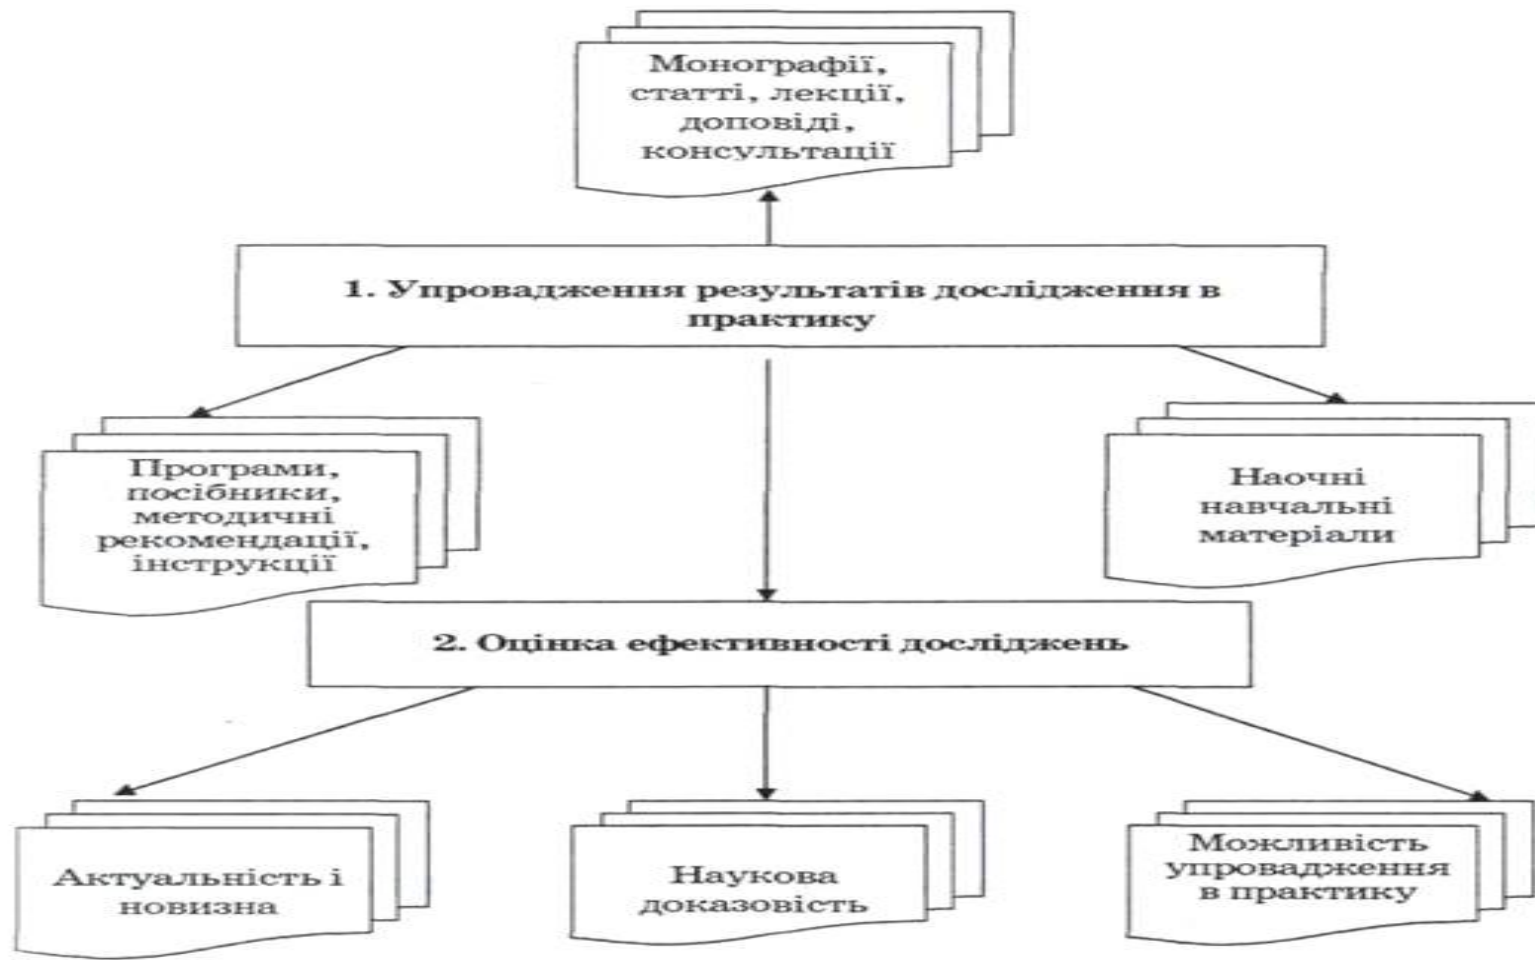 Монографії,
статті, лекції,
доповіді,
консультації
1. Упровадження результатів дослідження в
практику
Програми,
посібники,
методичні
рекомендації,
інструкції
Наочні
навчальні
матеріали
2. Оцінка ефективності досліджень
Актуальність і
новизна
Наукова
доказовість
Можливість
упровадження
в практику